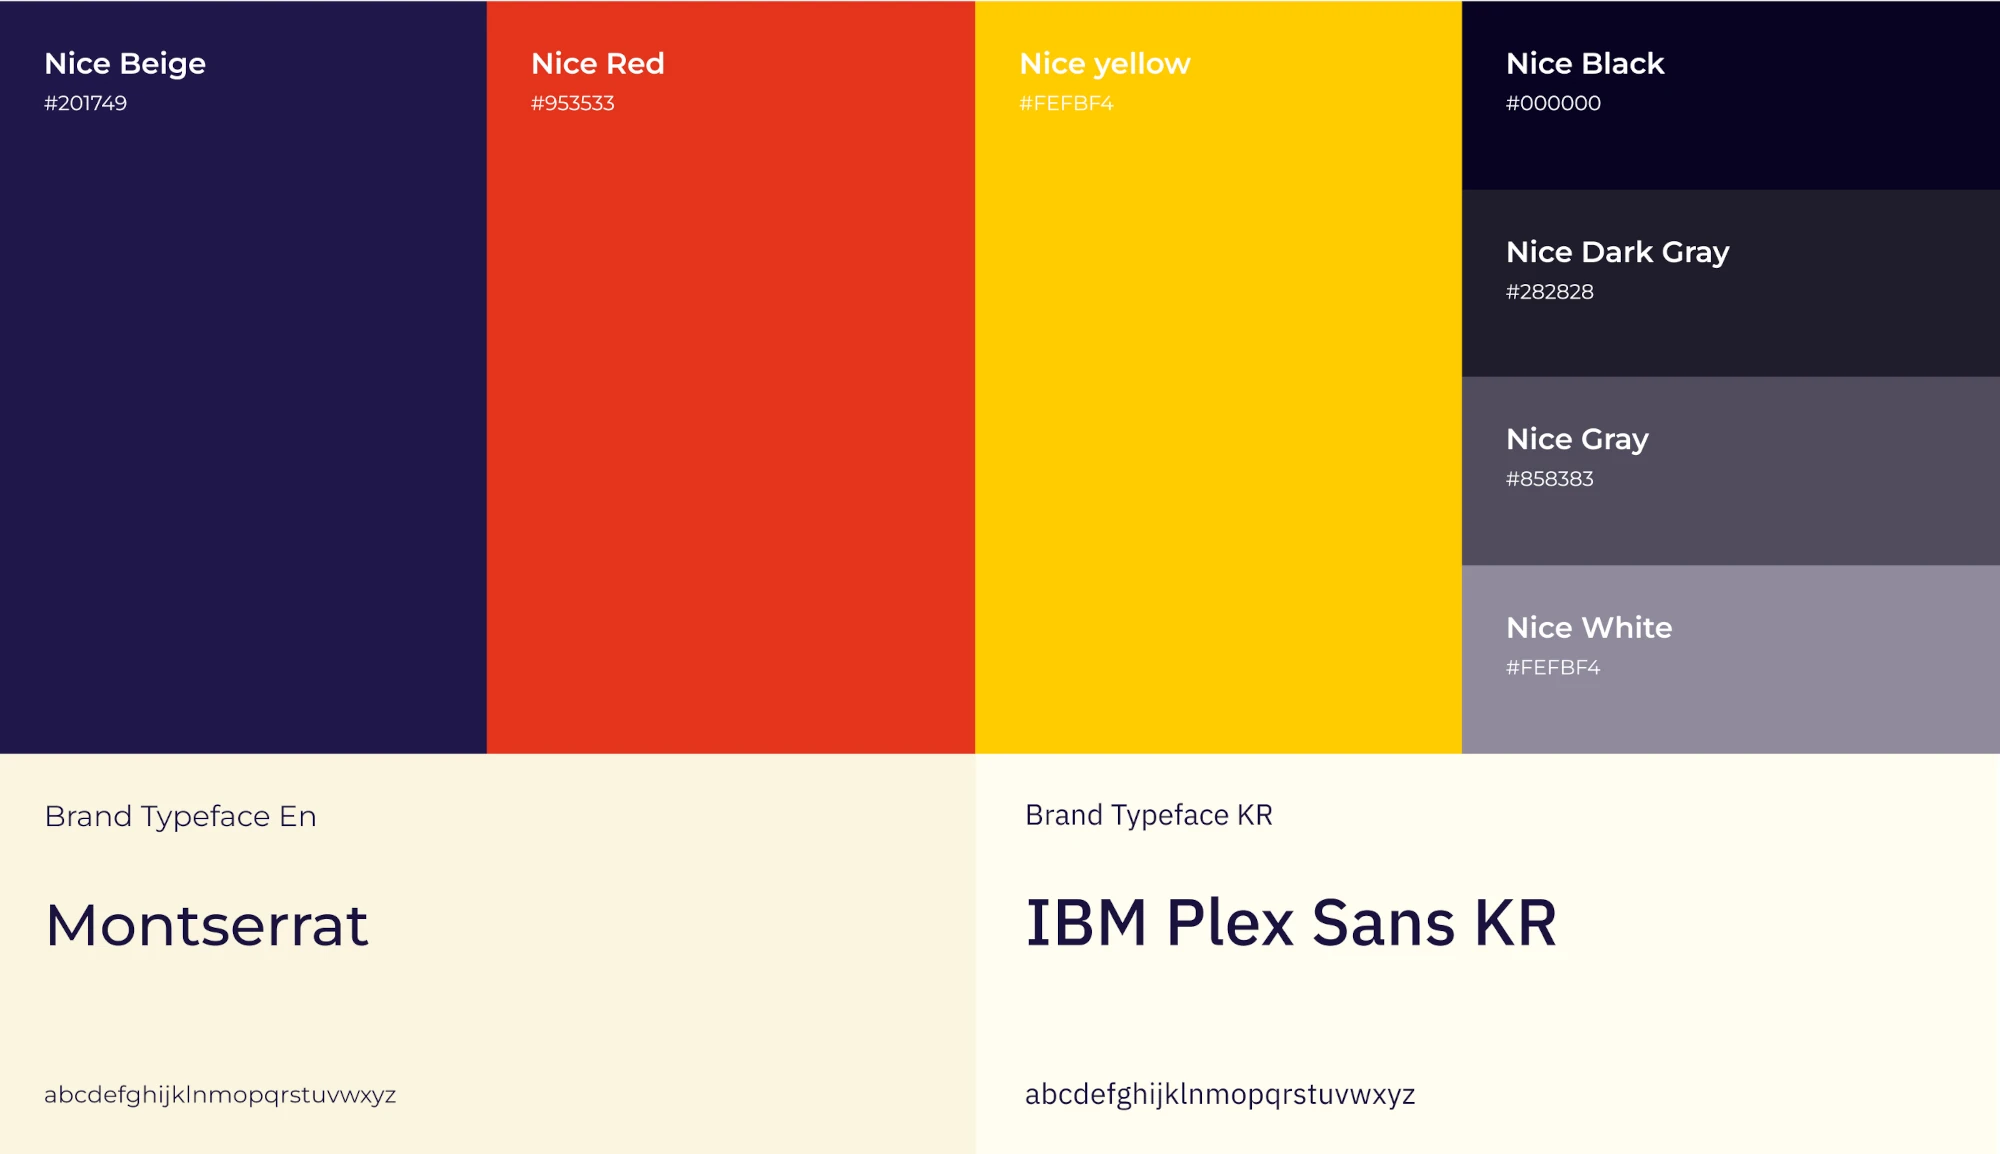 Nice Beige
#201749
Nice Red
#953533
Nice yellow
#FEFBF4
Nice Black
#000000
Nice Dark Gray
#282828
Nice Gray
#858383
Nice White
#FEFBF4
Brand Typeface En
Montserrat
abcdefghijklnmopqrstuvwxyz
Brand Typeface KR
IBM Plex Sans KR
abcdefghijklnmopqrstuvwxyz